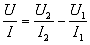 U/I = U₂/I₂ − U₁/I₁